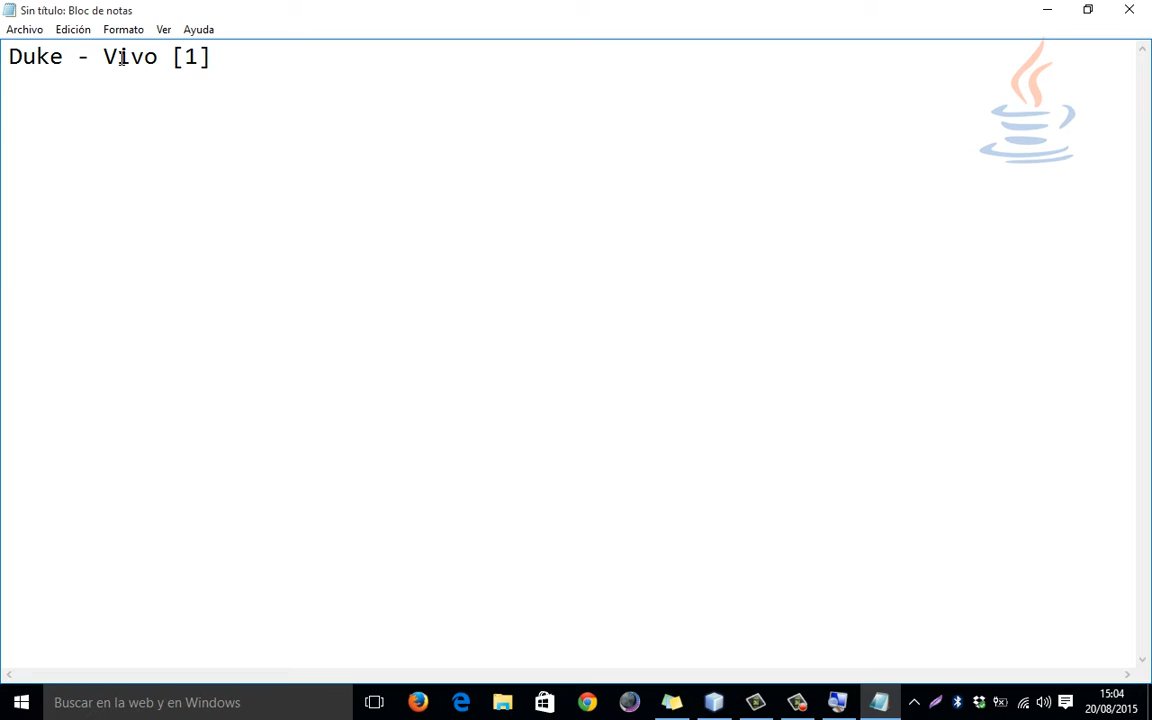 Sin título: Bloc de notas
Archivo Edición Formato Ver Ayuda
Duke - Vivo [1]
Buscar en la web y en Windows
15:04
20/08/2015